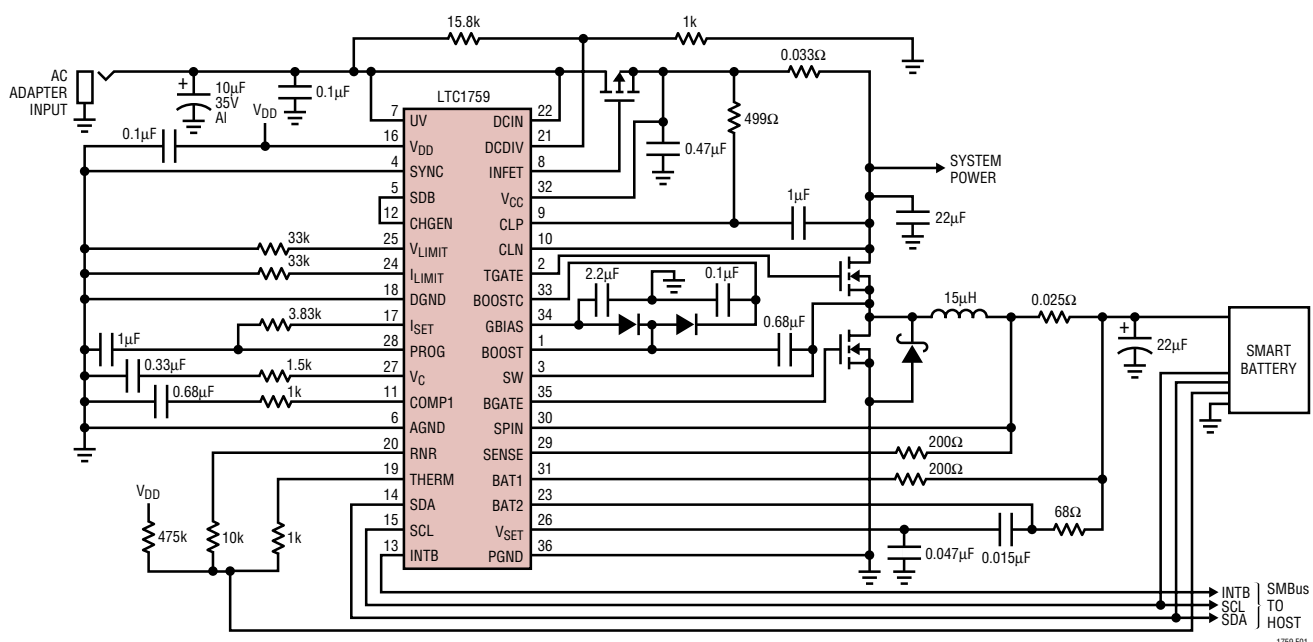 15.8k
1k
0.033Ω
AC
ADAPTER
INPUT
+
10µF
35V
Al
0.1µF
VDD
0.1µF
LTC1759
7
UV
16
VDD
4
SYNC
5
SDB
12
CHGEN
25
VLIMIT
24
ILIMIT
18
DGND
17
ISET
28
PROG
27
VC
11
COMP1
6
AGND
20
RNR
19
THERM
14
SDA
15
SCL
13
INTB
DCIN
22
DCDIV
21
INFET
8
VCC
32
CLP
9
CLN
10
TGATE
2
BOOSTC
33
GBIAS
34
BOOST
1
SW
3
BGATE
35
SPIN
30
SENSE
29
BAT1
31
BAT2
23
VSET
26
PGND
36
33k
33k
3.83k
1µF
0.33µF
1.5k
0.68µF
1k
VDD
475k
10k
1k
499Ω
0.47µF
1µF
SYSTEM
POWER
22µF
2.2µF
0.1µF
0.68µF
15µH
0.025Ω
+
22µF
SMART
BATTERY
200Ω
200Ω
68Ω
0.047µF
0.015µF
INTB
SCL
SDA
SMBus
TO
HOST
1759 F01